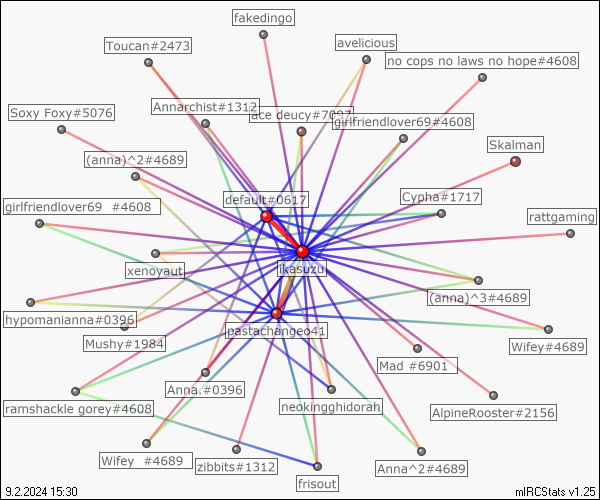 fakedingo
Toucan#2473
avelicious
no cops no laws no hope#4608
Annarchist#1312
Soxy Foxy#5076
ace deucy#7097
girlfriendlover69#4608
Skalman
(anna)^2#4689
default#0617
Cypha#1717
girlfriendlover69 #4608
rattgaming
xenoyaut
ikasuzu
(anna)^3#4689
hypomanianna#0396
pastachangeo41
Mushy#1984
Wifey#4689
Mad #6901
Anna.#0396
neokingghidorah
ramshackle gorey#4608
AlpineRooster#2156
Wifey #4689
zibbits#1312
Anna^2#4689
frisout
9.2.2024 15:30
mIRCStats v1.25